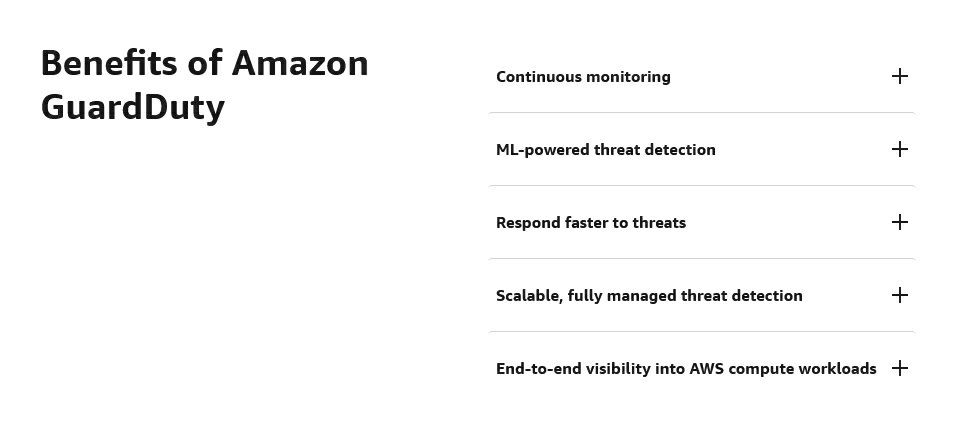 Benefits of Amazon
GuardDuty
Continuous monitoring
ML-powered threat detection
Respond faster to threats
Scalable, fully managed threat detection
End-to-end visibility into AWS compute workloads